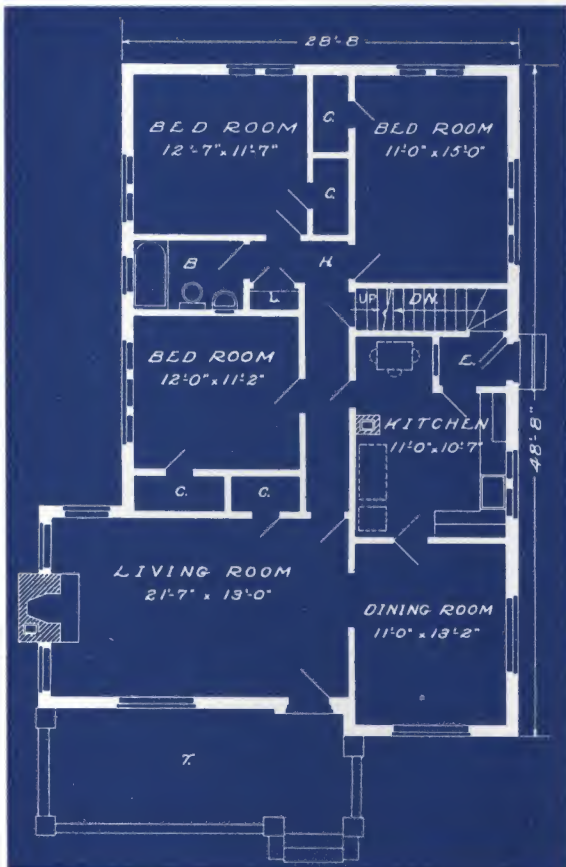 28'-8
BED ROOM
12'-7" x 11'-7"
C.
BED ROOM
11'-0" x 15'-0"
C.
B
H.
L.
UP
DN.
BED ROOM
12'-0" x 11'-2"
E.
KITCHEN
11'-0" x 10'-7"
48'-8"
C.
C.
LIVING ROOM
21'-7" x 13'-0"
DINING ROOM
11'-0" x 13'-2"
T.